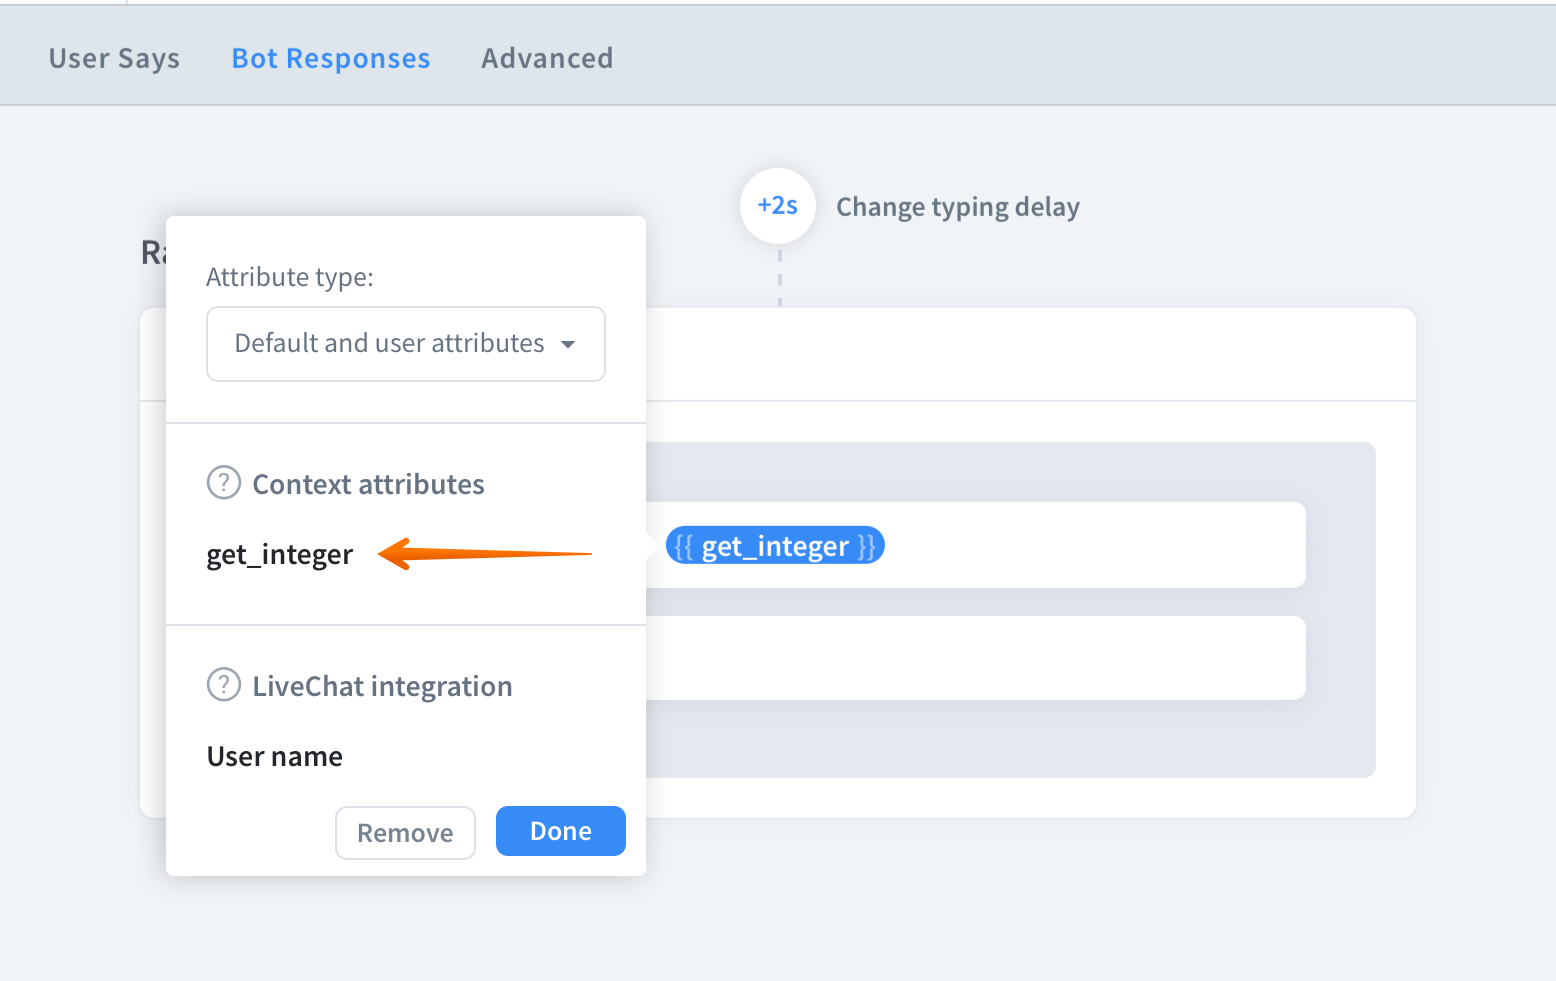 User Says Bot Responses Advanced
+2s Change typing delay
Attribute type:
Default and user attributes
? Context attributes
get_integer
{{ get_integer }}
? LiveChat integration
User name
Remove Done